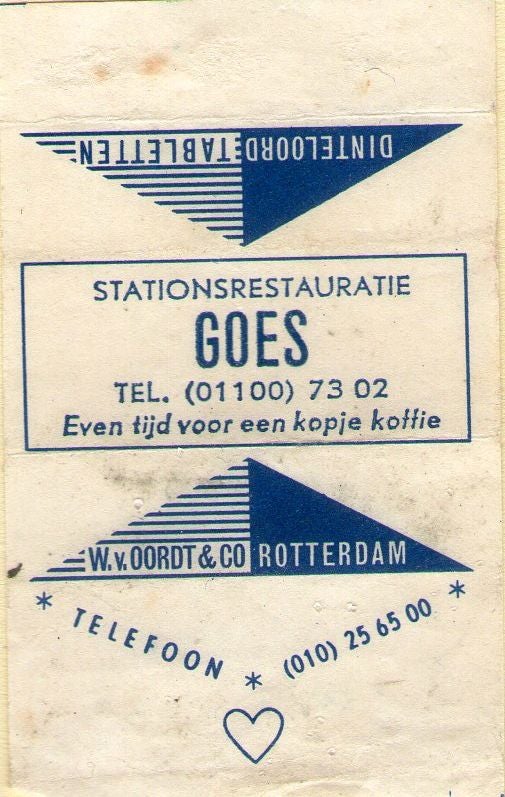 DINTELOORD TABLETTEN
STATIONSRESTAURATIE
GOES
TEL. (01100) 73 02
Even tijd voor een kopje koffie
W.v.OORDT & CO ROTTERDAM
* TELEFOON * (010) 25 65 00 *